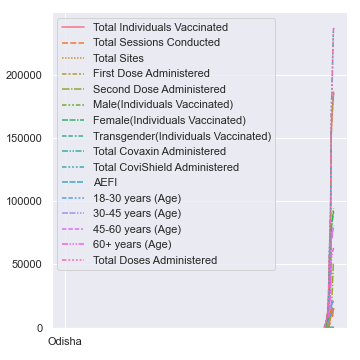 Total Individuals Vaccinated
Total Sessions Conducted
Total Sites
First Dose Administered
Second Dose Administered
Male(Individuals Vaccinated)
Female(Individuals Vaccinated)
Transgender(Individuals Vaccinated)
Total Covaxin Administered
Total CoviShield Administered
AEFI
18-30 years (Age)
30-45 years (Age)
45-60 years (Age)
60+ years (Age)
Total Doses Administered
200000
150000
100000
50000
0
Odisha